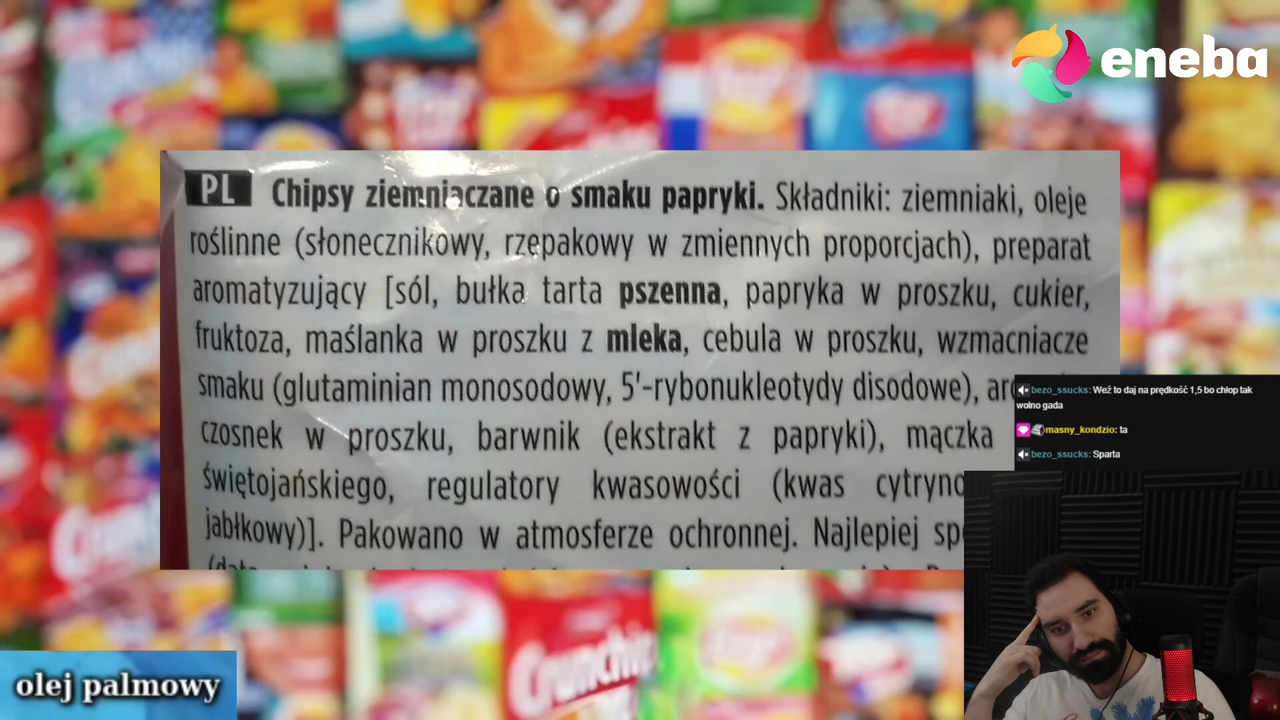 eneba
PL Chipsy ziemniaczane o smaku papryki. Składniki: ziemniaki, oleje
roślinne (słonecznikowy, rzepakowy w zmiennych proporcjach), preparat
aromatyzujący [sól, bułka tarta pszenna, papryka w proszku, cukier,
fruktoza, maślanka w proszku z mleka, cebula w proszku, wzmacniacze
smaku (glutaminian monosodowy, 5'-rybonukleotydy disodowe),
czosnek w proszku, barwnik (ekstrakt z papryki), mączka
świętojańskiego, regulatory kwasowości (kwas
jabłkowy)]. Pakowano w atmosferze ochronnej. Najlepiej
bezo_ssucks: Weź to daj na prędkość 1,5 bo chłop tak
wolno gada
masny_kondzio: ta
bezo_ssucks: Sparta
Crunchips
olej palmowy